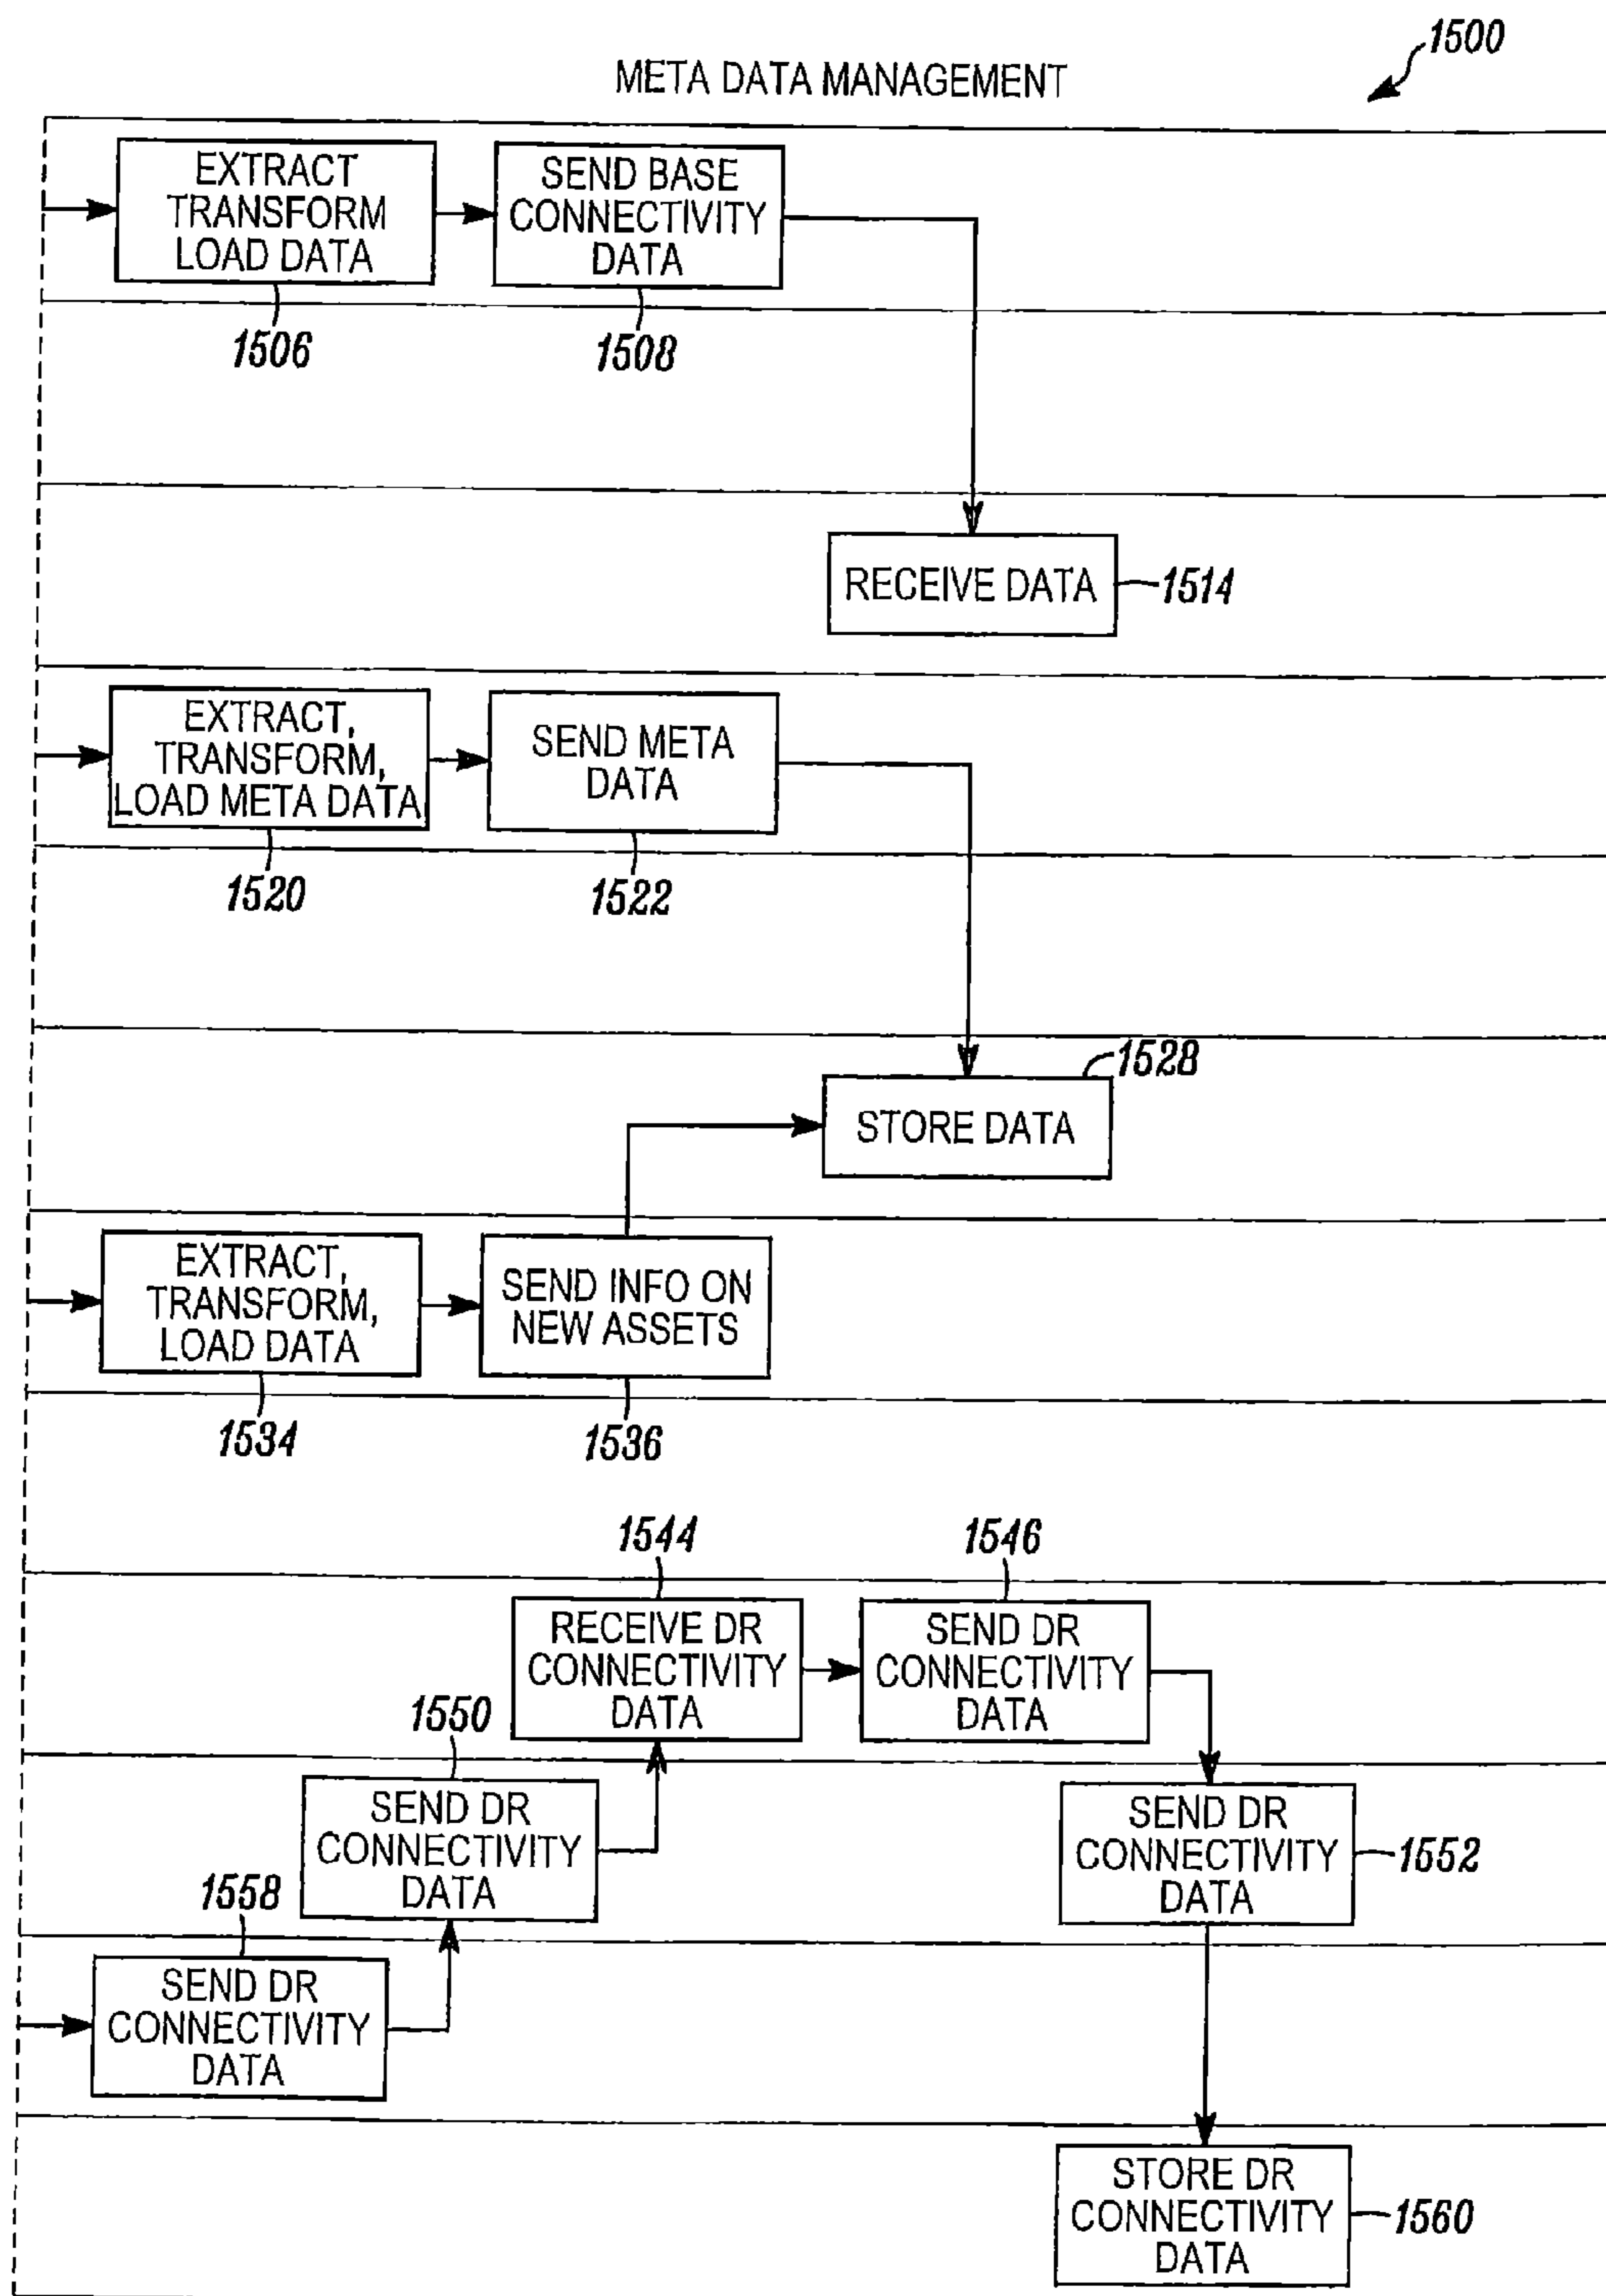 1500
META DATA MANAGEMENT
EXTRACT
TRANSFORM
LOAD DATA
SEND BASE
CONNECTIVITY
DATA
1506
1508
RECEIVE DATA
1514
EXTRACT,
TRANSFORM,
LOAD META DATA
SEND META
DATA
1520
1522
1528
STORE DATA
EXTRACT,
TRANSFORM,
LOAD DATA
SEND INFO ON
NEW ASSETS
1534
1536
1544
1546
RECEIVE DR
CONNECTIVITY
DATA
SEND DR
CONNECTIVITY
DATA
1550
SEND DR
CONNECTIVITY
DATA
SEND DR
CONNECTIVITY
DATA
1552
1558
SEND DR
CONNECTIVITY
DATA
STORE DR
CONNECTIVITY
DATA
1560